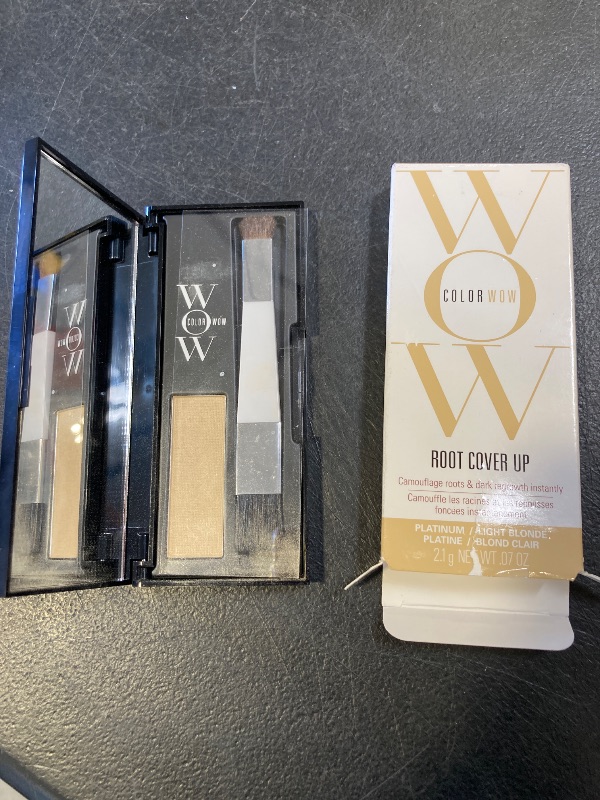 W
COLOR WOW
W
W
COLOR WOW
W
ROOT COVER UP
Camouflage roots & dark regrowth instantly
Camoufle les racines et les repousses
foncées instantanément
PLATINUM / LIGHT BLONDE
PLATINE / BLOND CLAIR
2.1 g NET WT .07 OZ